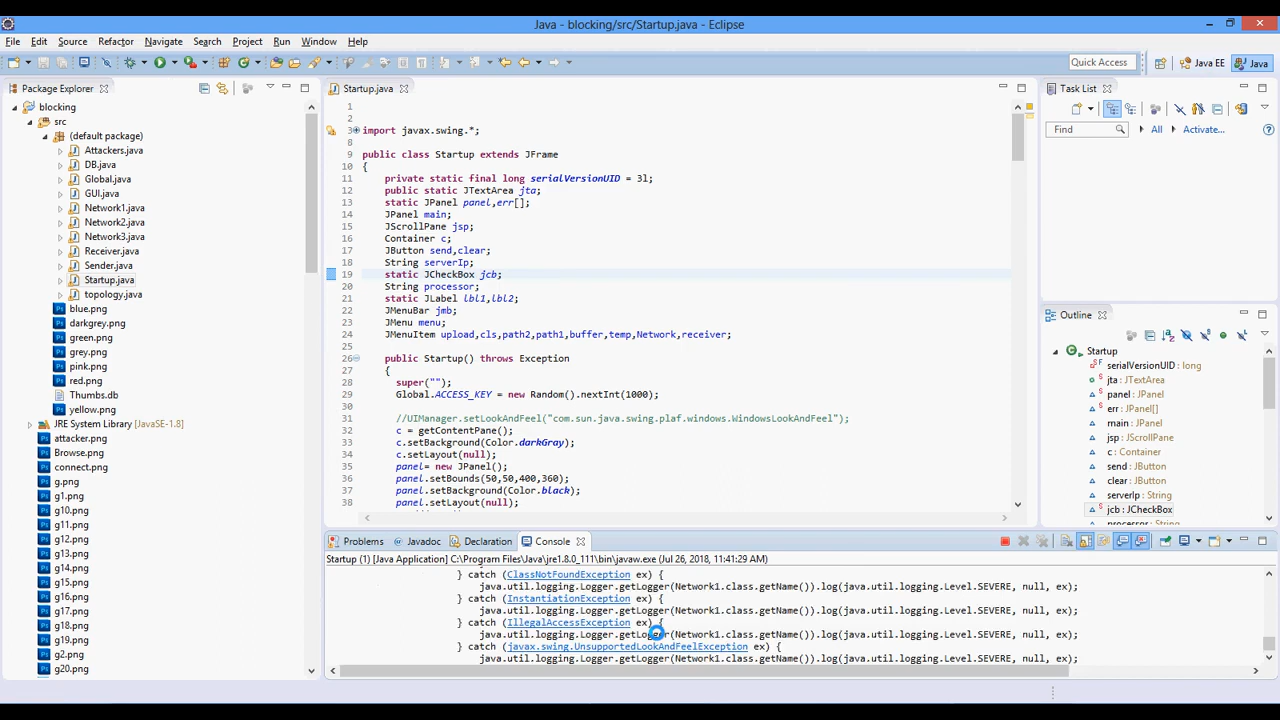 Java - blocking/src/Startup.java - Eclipse
File Edit Source Refactor Navigate Search Project Run Window Help
Quick Access
Java EE
Java
Package Explorer
blocking
src
(default package)
Attackers.java
DB.java
Global.java
GUI.java
Network1.java
Network2.java
Network3.java
Receiver.java
Sender.java
Startup.java
topology.java
blue.png
darkgrey.png
green.png
grey.png
pink.png
red.png
Thumbs.db
yellow.png
JRE System Library [JavaSE-1.8]
attacker.png
Browse.png
connect.png
g.png
g1.png
g10.png
g11.png
g12.png
g13.png
g14.png
g15.png
g16.png
g17.png
g18.png
g19.png
g2.png
g20.png
Startup.java
1
2
3 import javax.swing.*;
8
9 public class Startup extends JFrame
10 {
11 private static final long serialVersionUID = 3l;
12 public static JTextArea jta;
13 static JPanel panel,err[];
14 JPanel main;
15 JScrollPane jsp;
16 Container c;
17 JButton send,clear;
18 String serverIp;
19 static JCheckBox jcb;
20 String processor;
21 static JLabel lbl1,lbl2;
22 JMenuBar jmb;
23 JMenu menu;
24 JMenuItem upload,cls,path2,path1,buffer,temp,Network,receiver;
25
26 public Startup() throws Exception
27 {
28 super("");
29 Global.ACCESS_KEY = new Random().nextInt(1000);
30
31 //UIManager.setLookAndFeel("com.sun.java.swing.plaf.windows.WindowsLookAndFeel");
32 c = getContentPane();
33 c.setBackground(Color.darkGray);
34 c.setLayout(null);
35 panel= new JPanel();
36 panel.setBounds(50,50,400,360);
37 panel.setBackground(Color.black);
38 panel.setLayout(null);
Task List
Find
All
Activate...
Outline
Startup
serialVersionUID : long
jta : JTextArea
panel : JPanel
err : JPanel[]
main : JPanel
jsp : JScrollPane
c : Container
send : JButton
clear : JButton
serverIp : String
jcb : JCheckBox
processor : String
Problems Javadoc Declaration Console
Startup (1) [Java Application] C:\Program Files\Java\jre1.8.0_111\bin\javaw.exe (Jul 26, 2018, 11:41:29 AM)
} catch (ClassNotFoundException ex) {
java.util.logging.Logger.getLogger(Network1.class.getName()).log(java.util.logging.Level.SEVERE, null, ex);
} catch (InstantiationException ex) {
java.util.logging.Logger.getLogger(Network1.class.getName()).log(java.util.logging.Level.SEVERE, null, ex);
} catch (IllegalAccessException ex) {
java.util.logging.Logger.getLogger(Network1.class.getName()).log(java.util.logging.Level.SEVERE, null, ex);
} catch (javax.swing.UnsupportedLookAndFeelException ex) {
java.util.logging.Logger.getLogger(Network1.class.getName()).log(java.util.logging.Level.SEVERE, null, ex);